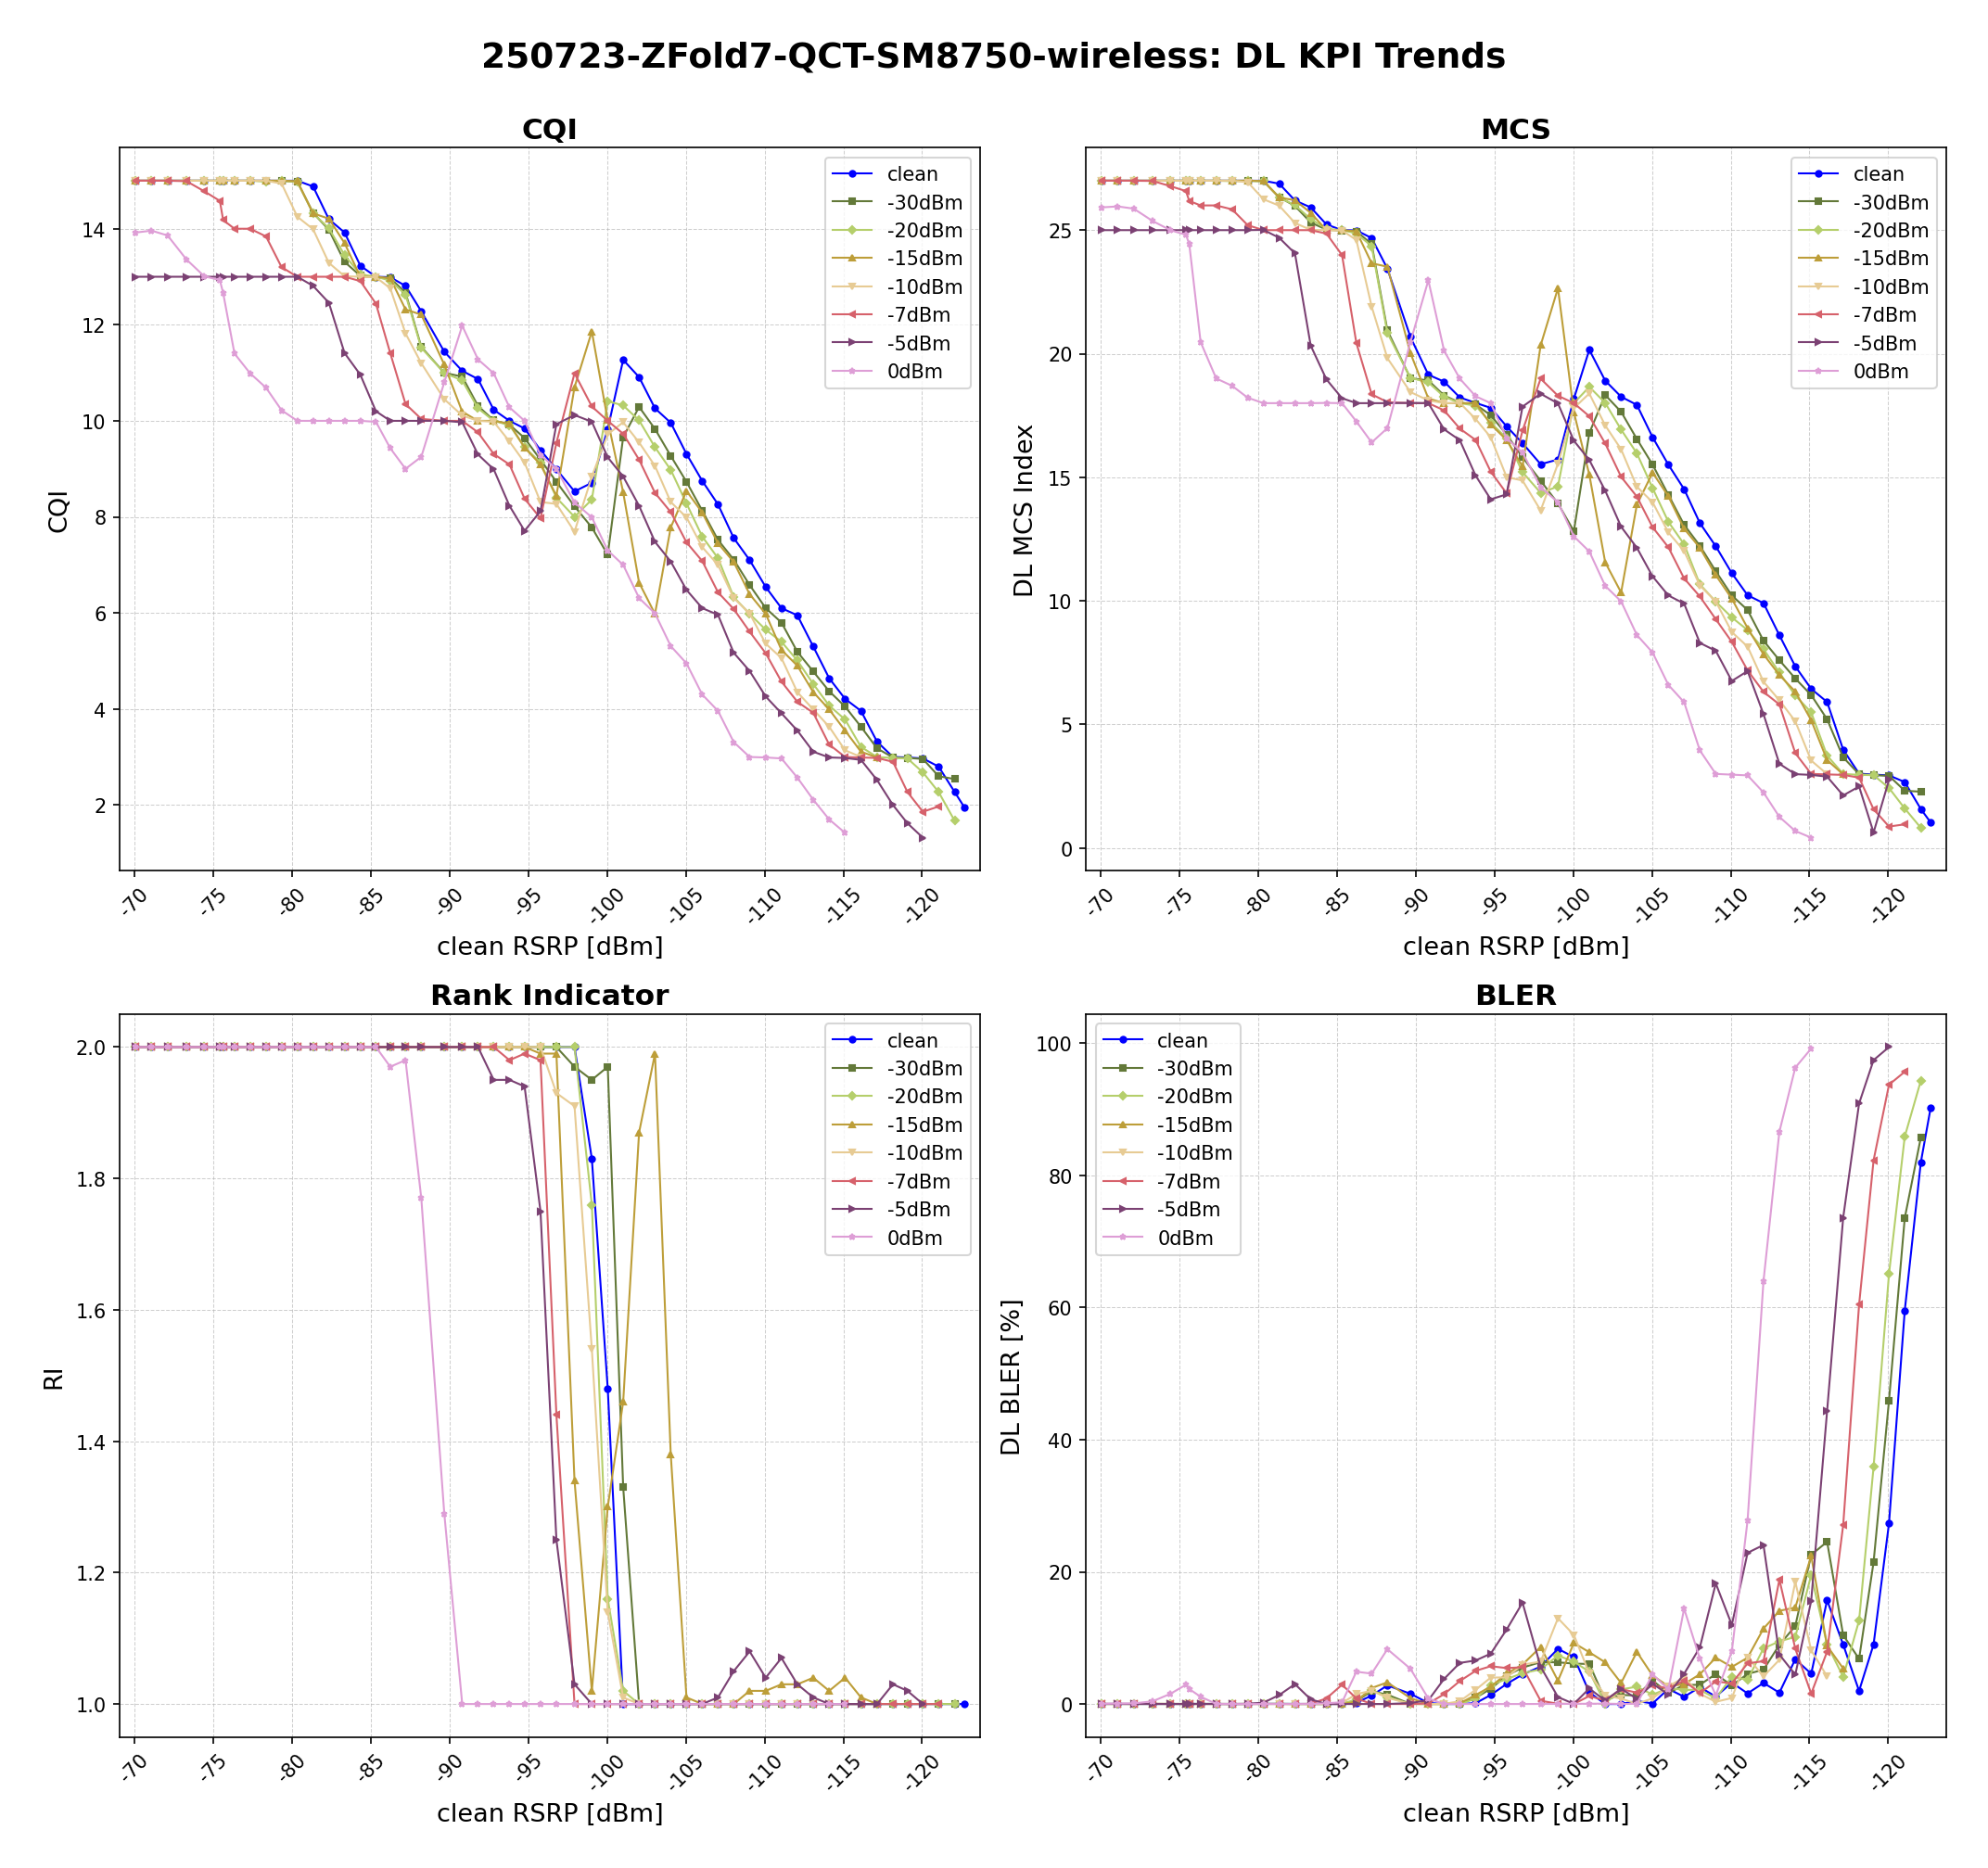 250723-ZFold7-QCT-SM8750-wireless: DL KPI Trends
CQI
CQI
14
12
10
8
6
4
2
-70
-75
-80
-85
-90
-95
-100
-105
-110
-115
-120
clean RSRP [dBm]
clean
-30dBm
-20dBm
-15dBm
-10dBm
-7dBm
-5dBm
0dBm
MCS
DL MCS Index
25
20
15
10
5
0
-70
-75
-80
-85
-90
-95
-100
-105
-110
-115
-120
clean RSRP [dBm]
clean
-30dBm
-20dBm
-15dBm
-10dBm
-7dBm
-5dBm
0dBm
Rank Indicator
RI
2.0
1.8
1.6
1.4
1.2
1.0
-70
-75
-80
-85
-90
-95
-100
-105
-110
-115
-120
clean RSRP [dBm]
clean
-30dBm
-20dBm
-15dBm
-10dBm
-7dBm
-5dBm
0dBm
BLER
DL BLER [%]
100
80
60
40
20
0
-70
-75
-80
-85
-90
-95
-100
-105
-110
-115
-120
clean RSRP [dBm]
clean
-30dBm
-20dBm
-15dBm
-10dBm
-7dBm
-5dBm
0dBm